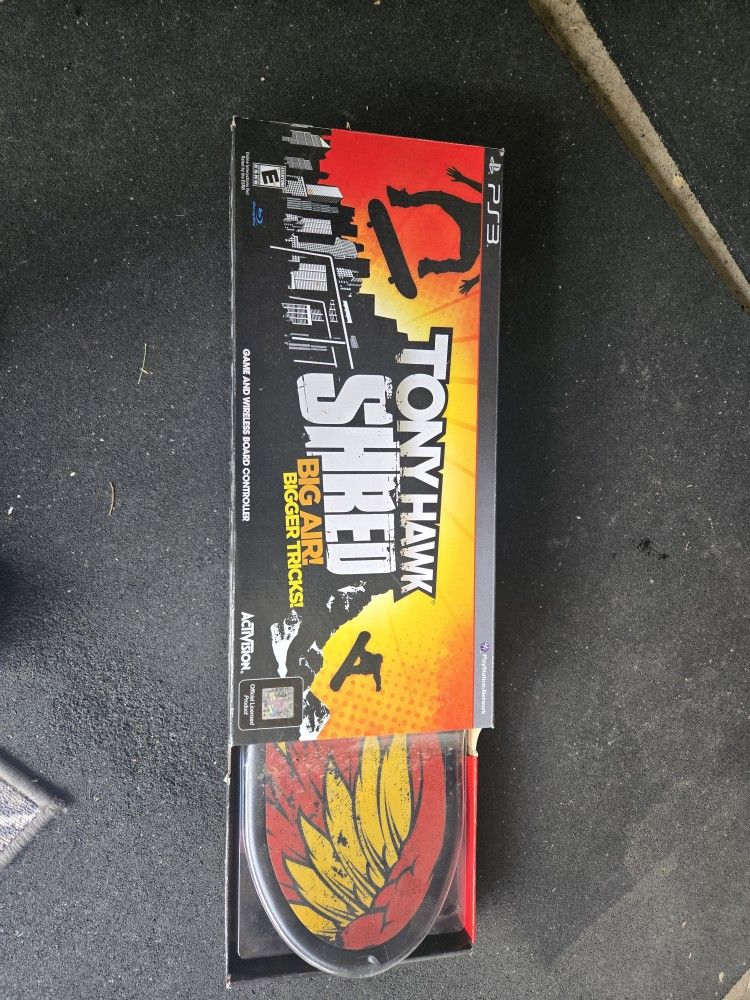 PS3
PlayStation Network
TONY HAWK
SHRED
BIG AIR!
BIGGER TRICKS!
E
GAME AND WIRELESS BOARD CONTROLLER
ACTIVISION.
Official Licensed
Product